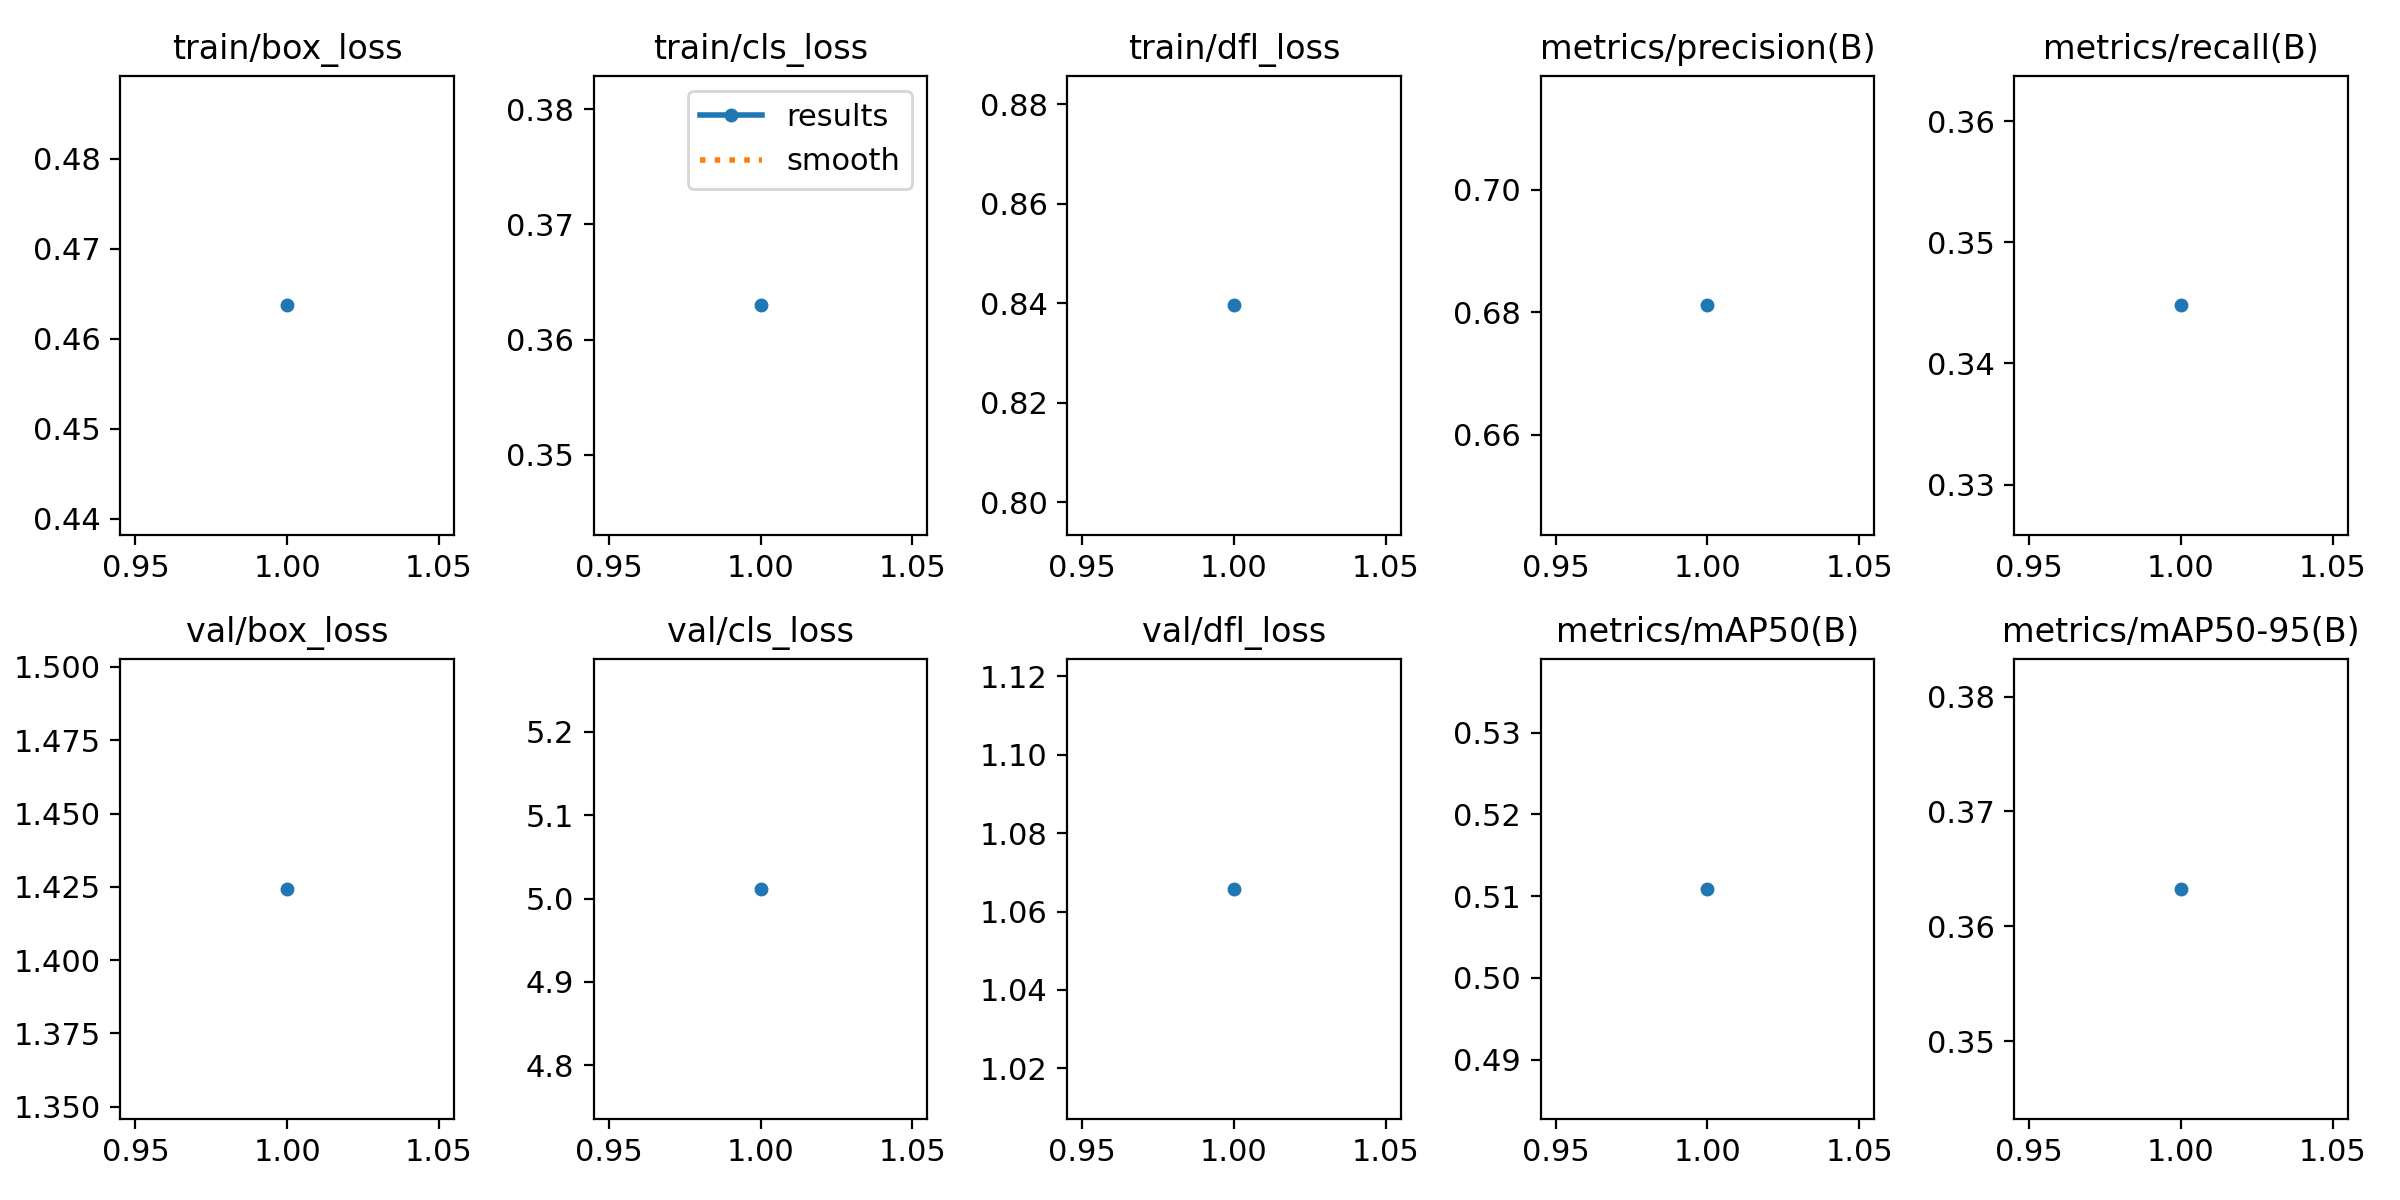 train/box_loss
train/cls_loss
train/dfl_loss
metrics/precision(B)
metrics/recall(B)
0.48
0.47
0.46
0.45
0.44
0.95 1.00 1.05
0.38
0.37
0.36
0.35
results
smooth
0.95 1.00 1.05
0.88
0.86
0.84
0.82
0.80
0.95 1.00 1.05
0.70
0.68
0.66
0.95 1.00 1.05
0.36
0.35
0.34
0.33
0.95 1.00 1.05
val/box_loss
val/cls_loss
val/dfl_loss
metrics/mAP50(B)
metrics/mAP50-95(B)
1.500
1.475
1.450
1.425
1.400
1.375
1.350
0.95 1.00 1.05
5.2
5.1
5.0
4.9
4.8
0.95 1.00 1.05
1.12
1.10
1.08
1.06
1.04
1.02
0.95 1.00 1.05
0.53
0.52
0.51
0.50
0.49
0.95 1.00 1.05
0.38
0.37
0.36
0.35
0.95 1.00 1.05